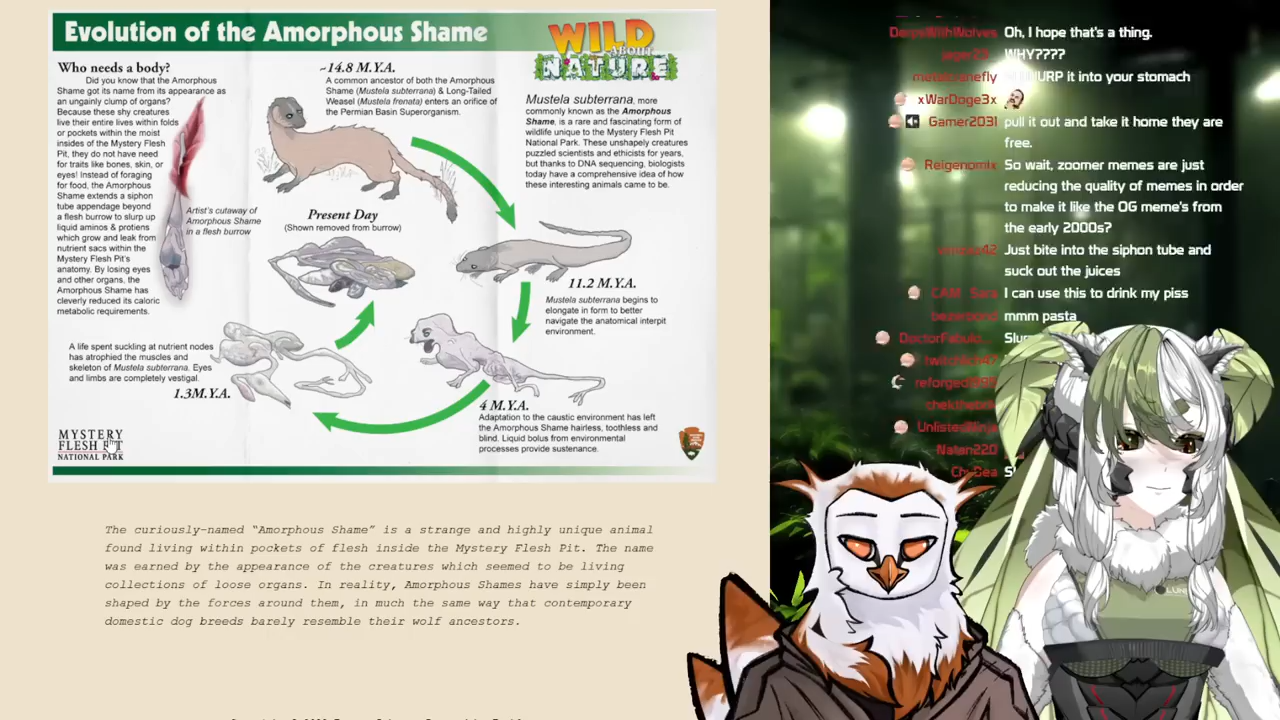 Evolution of the Amorphous Shame
WILD
ABOUT
NATURE
Who needs a body?
Did you know that the Amorphous
Shame got its name from its appearance as
an ungainly clump of organs?
Because these shy creatures
live their entire lives within folds
or pockets within the moist
insides of the Mystery Flesh
Pit, they do not have need
for traits like bones, skin, or
eyes! Instead of foraging
for food, the Amorphous
Shame extends a siphon
tube appendage beyond
a flesh burrow to slurp up
liquid aminos & protiens
which grow and leak from
nutrient sacs within the
Mystery Flesh Pit's
anatomy. By losing eyes
and other organs, the
Amorphous Shame has
cleverly reduced its caloric
metabolic requirements.
Artist's cutaway of
Amorphous Shame
in a flesh burrow
~14.8 M.Y.A.
A common ancestor of both the Amorphous
Shame (Mustela subterrana) & Long-Tailed
Weasel (Mustela frenata) enters an orifice of
the Permian Basin Superorganism.
Mustela subterrana, more
commonly known as the Amorphous
Shame, is a rare and fascinating form of
wildlife unique to the Mystery Flesh Pit
National Park. These unshapely creatures
puzzled scientists and ethicists for years,
but thanks to DNA sequencing, biologists
today have a comprehensive idea of how
these interesting animals came to be.
Present Day
(Shown removed from burrow)
11.2 M.Y.A.
Mustela subterrana begins to
elongate in form to better
navigate the anatomical interpit
environment.
4 M.Y.A.
Adaptation to the caustic environment has left
the Amorphous Shame hairless, toothless and
blind. Liquid bolus from environmental
processes provide sustenance.
A life spent suckling at nutrient nodes
has atrophied the muscles and
skeleton of Mustela subterrana. Eyes
and limbs are completely vestigal.
1.3M.Y.A.
MYSTERY
FLESH PIT
NATIONAL PARK
The curiously-named "Amorphous Shame" is a strange and highly unique animal
found living within pockets of flesh inside the Mystery Flesh Pit. The name
was earned by the appearance of the creatures which seemed to be living
collections of loose organs. In reality, Amorphous Shames have simply been
shaped by the forces around them, in much the same way that contemporary
domestic dog breeds barely resemble their wolf ancestors.
DerpsWithWolves Oh, I hope that's a thing.
WHY????
metalcranefly it into your stomach
xWarDoge3x
Gamer2031 pull it out and take it home they are
free.
Reigenomix So wait, zoomer memes are just
reducing the quality of memes in order
to make it like the OG meme's from
the early 2000s?
Just bite into the siphon tube and
suck out the juices
CAM Sara I can use this to drink my piss
mmm pasta
Natan220